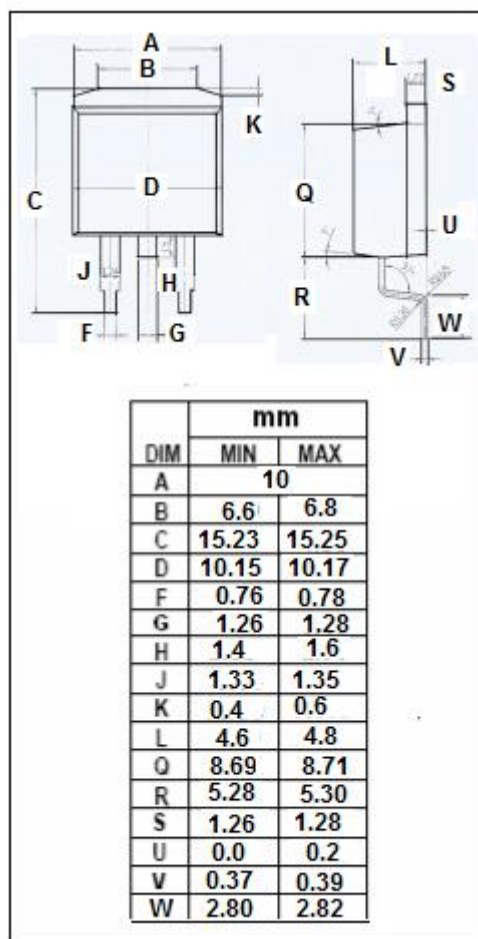 A
B
L
S
K
C
D
Q
U
J
H
R
W
F
G
V
mm
DIM MIN MAX
A 10
B 6.6 6.8
C 15.23 15.25
D 10.15 10.17
F 0.76 0.78
G 1.26 1.28
H 1.4 1.6
J 1.33 1.35
K 0.4 0.6
L 4.6 4.8
Q 8.69 8.71
R 5.28 5.30
S 1.26 1.28
U 0.0 0.2
V 0.37 0.39
W 2.80 2.82